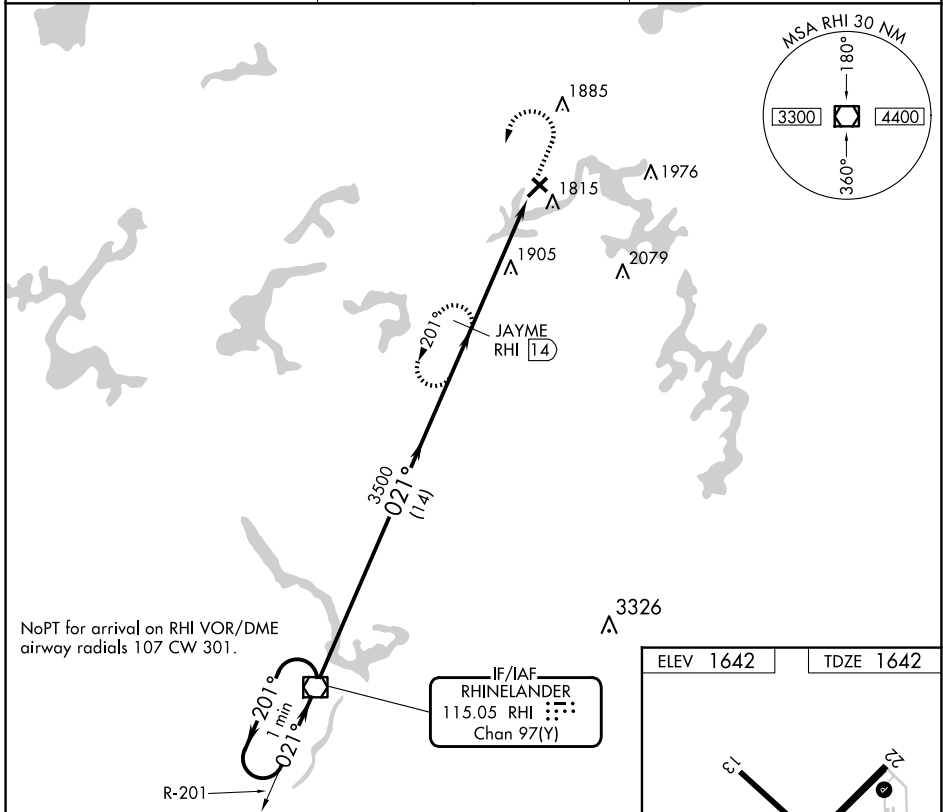 MSA RHI 30 NM
180°
3300
4400
360°
1885
1976
1815
1905
2079
201°
JAYME
RHI 14
3500
021°
(14)
3326
NoPT for arrival on RHI VOR/DME
airway radials 107 CW 301.
IF/IAF
RHINELANDER
115.05 RHI
Chan 97(Y)
201°
1 min
021°
R-201
ELEV 1642
TDZE 1642
13
22
P